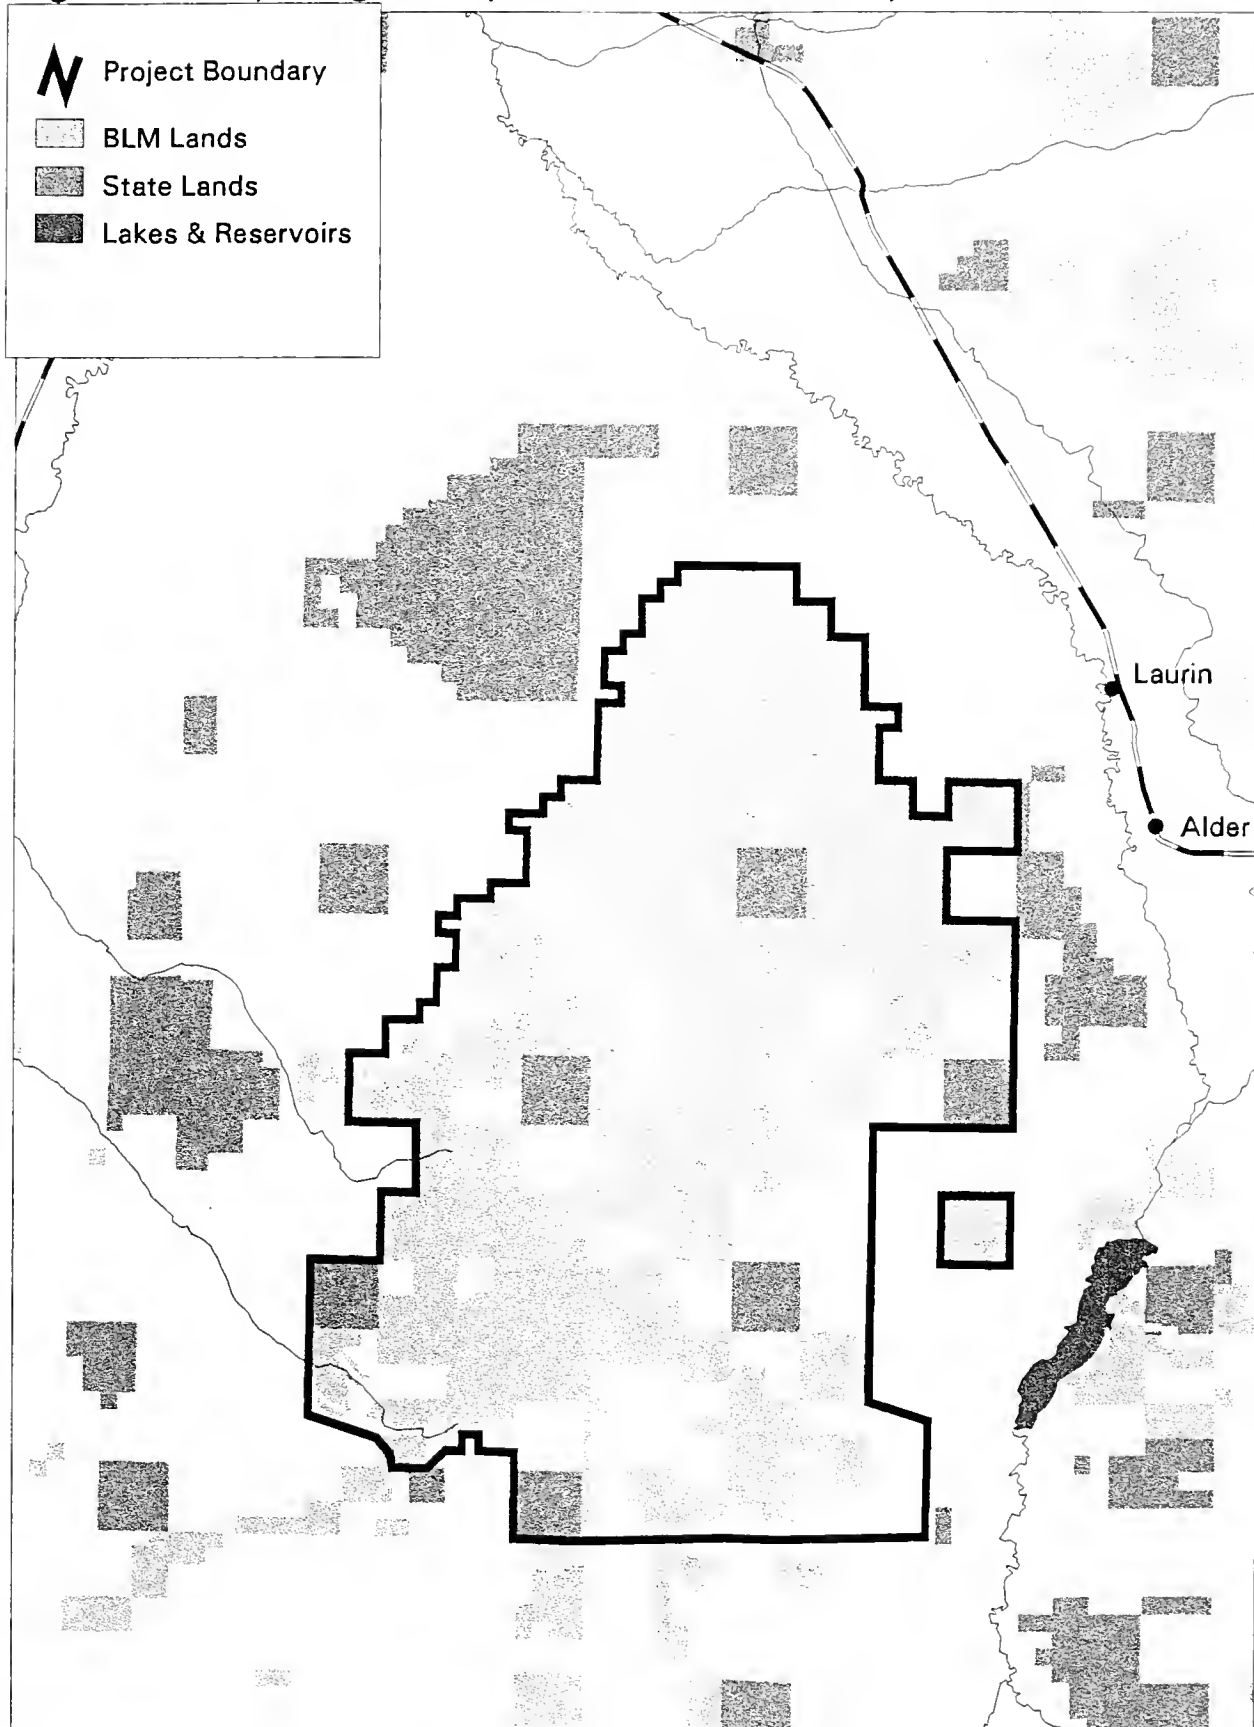 Project Boundary
BLM Lands
State Lands
Lakes & Reservoirs
Laurin
Alder